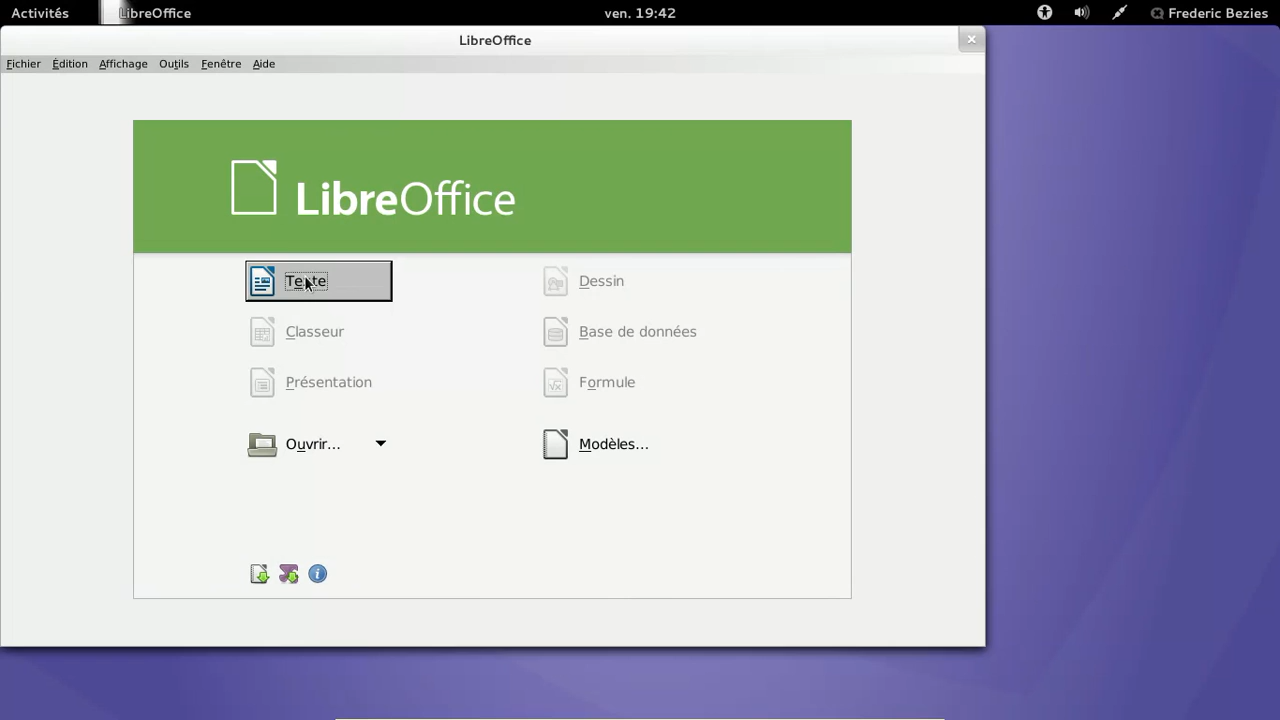 Activités LibreOffice ven. 19:42 Frederic Bezies
LibreOffice
Fichier Édition Affichage Outils Fenêtre Aide
LibreOffice
Texte Dessin
Classeur Base de données
Présentation Formule
Ouvrir... Modèles...